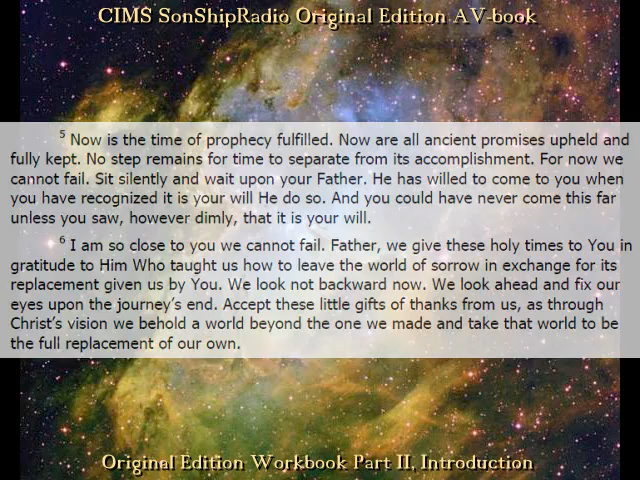 CIMS SonShipRadio Original Edition AV-book
5 Now is the time of prophecy fulfilled. Now are all ancient promises upheld and
fully kept. No step remains for time to separate from its accomplishment. For now we
cannot fail. Sit silently and wait upon your Father. He has willed to come to you when
you have recognized it is your will He do so. And you could have never come this far
unless you saw, however dimly, that it is your will.
6 I am so close to you we cannot fail. Father, we give these holy times to You in
gratitude to Him Who taught us how to leave the world of sorrow in exchange for its
replacement given us by You. We look not backward now. We look ahead and fix our
eyes upon the journey’s end. Accept these little gifts of thanks from us, as through
Christ’s vision we behold a world beyond the one we made and take that world to be
the full replacement of our own.
Original Edition Workbook Part II, Introduction